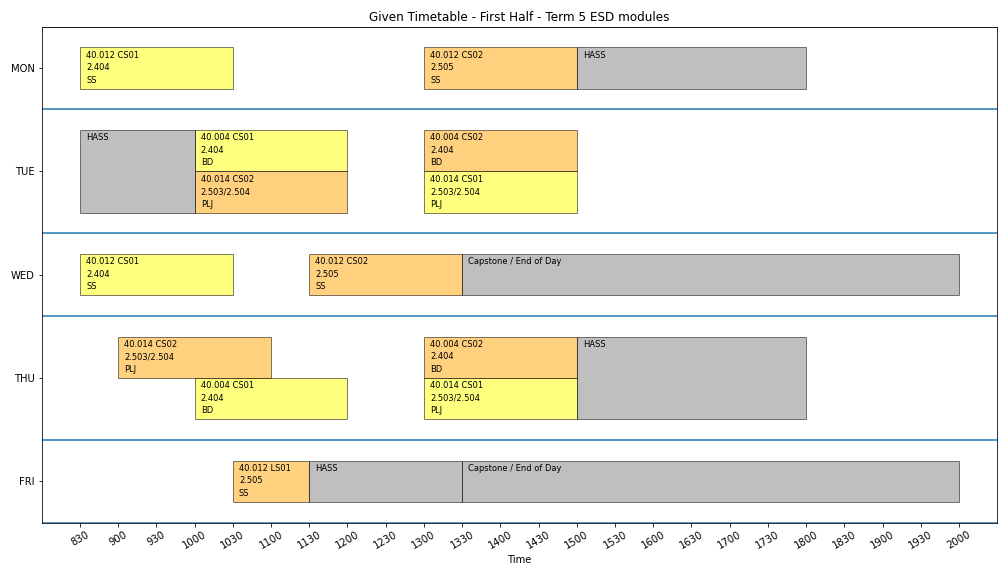 Given Timetable - First Half - Term 5 ESD modules
MON
40.012 CS01
2.404
SS
40.012 CS02
2.505
SS
HASS
TUE
HASS
40.004 CS01
2.404
BD
40.014 CS02
2.503/2.504
PLJ
40.004 CS02
2.404
BD
40.014 CS01
2.503/2.504
PLJ
WED
40.012 CS01
2.404
SS
40.012 CS02
2.505
SS
Capstone / End of Day
THU
40.014 CS02
2.503/2.504
PLJ
40.004 CS01
2.404
BD
40.004 CS02
2.404
BD
40.014 CS01
2.503/2.504
PLJ
HASS
FRI
40.012 LS01
2.505
SS
HASS
Capstone / End of Day
830 900 930 1000 1030 1100 1130 1200 1230 1300 1330 1400 1430 1500 1600 1630 1700 1730 1800 1830 1900 1930 2000
Time